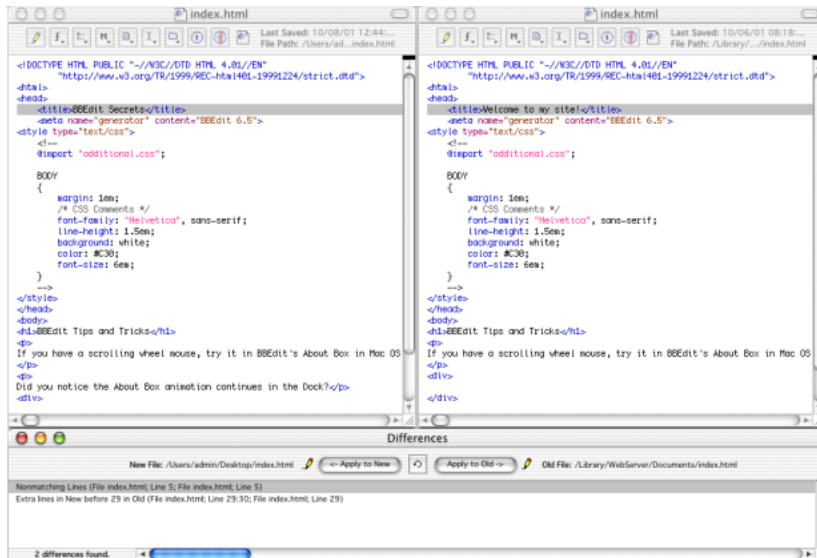 index.html
Last Saved: 10/08/01 12:44:...
File Path: /Users/ad...index.html
<!DOCTYPE HTML PUBLIC "-//W3C//DTD HTML 4.01//EN"
"http://www.w3.org/TR/1999/REC-html401-19991224/strict.dtd">
<html>
<head>
<title>BBEdit Secrets</title>
<meta name="generator" content="BBEdit 6.5">
<style type="text/css">
<!--
@import "additional.css";
BODY
{
margin: 1em;
/* CSS Comments */
font-family: "Helvetica", sans-serif;
line-height: 1.5em;
background: white;
color: #C30;
font-size: 6em;
}
-->
</style>
</head>
<body>
<h1>BBEdit Tips and Tricks</h1>
<p>
If you have a scrolling wheel mouse, try it in BBEdit's About Box in Mac OS
</p>
<p>
Did you notice the About Box animation continues in the Dock?</p>
<div>
index.html
Last Saved: 10/06/01 08:18:...
File Path: /Library/.../index.html
<!DOCTYPE HTML PUBLIC "-//W3C//DTD HTML 4.01//EN"
"http://www.w3.org/TR/1999/REC-html401-19991224/strict.dtd">
<html>
<head>
<title>Welcome to my site!</title>
<meta name="generator" content="BBEdit 6.5">
<style type="text/css">
<!--
@import "additional.css";
BODY
{
margin: 1em;
/* CSS Comments */
font-family: "Helvetica", sans-serif;
line-height: 1.5em;
background: white;
color: #C30;
font-size: 6em;
}
-->
</style>
</head>
<body>
<h1>BBEdit Tips and Tricks</h1>
<p>
If you have a scrolling wheel mouse, try it in BBEdit's About Box in Mac OS
</p>
<div>
</div>
Differences
New File: /Users/admin/Desktop/index.html
<- Apply to New
Apply to Old ->
Old File: /Library/WebServer/Documents/index.html
Nonmatching Lines (File index.html; Line 5; File index.html; Line 5)
Extra lines in New before 29 in Old (File index.html; Line 29:30; File index.html; Line 29)
2 differences found.